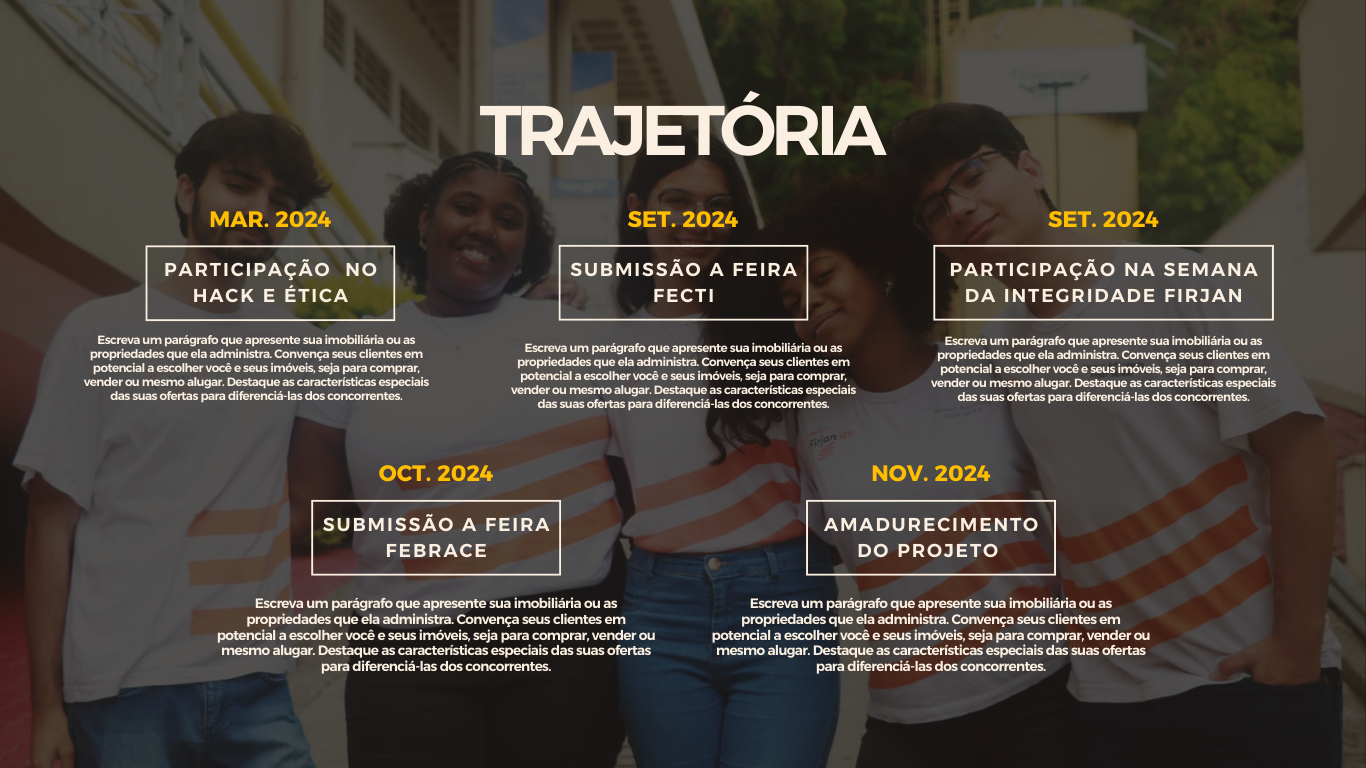 TRAJETÓRIA
MAR. 2024
PARTICIPAÇÃO NO
HACK E ÉTICA
Escreva um parágrafo que apresente sua imobiliária ou as
propriedades que ela administra. Convença seus clientes em
potencial a escolher você e seus imóveis, seja para comprar,
vender ou mesmo alugar. Destaque as características especiais
das suas ofertas para diferenciá-las dos concorrentes.
SET. 2024
SUBMISSÃO A FEIRA
FECTI
Escreva um parágrafo que apresente sua imobiliária ou as
propriedades que ela administra. Convença seus clientes em
potencial a escolher você e seus imóveis, seja para comprar,
vender ou mesmo alugar. Destaque as características especiais
das suas ofertas para diferenciá-las dos concorrentes.
SET. 2024
PARTICIPAÇÃO NA SEMANA
DA INTEGRIDADE FIRJAN
Escreva um parágrafo que apresente sua imobiliária ou as
propriedades que ela administra. Convença seus clientes em
potencial a escolher você e seus imóveis, seja para comprar,
vender ou mesmo alugar. Destaque as características especiais
das suas ofertas para diferenciá-las dos concorrentes.
OCT. 2024
SUBMISSÃO A FEIRA
FEBRACE
Escreva um parágrafo que apresente sua imobiliária ou as
propriedades que ela administra. Convença seus clientes em
potencial a escolher você e seus imóveis, seja para comprar, vender ou
mesmo alugar. Destaque as características especiais das suas ofertas
para diferenciá-las dos concorrentes.
NOV. 2024
AMADURECIMENTO
DO PROJETO
Escreva um parágrafo que apresente sua imobiliária ou as
propriedades que ela administra. Convença seus clientes em
potencial a escolher você e seus imóveis, seja para comprar, vender ou
mesmo alugar. Destaque as características especiais das suas ofertas
para diferenciá-las dos concorrentes.
Firjan